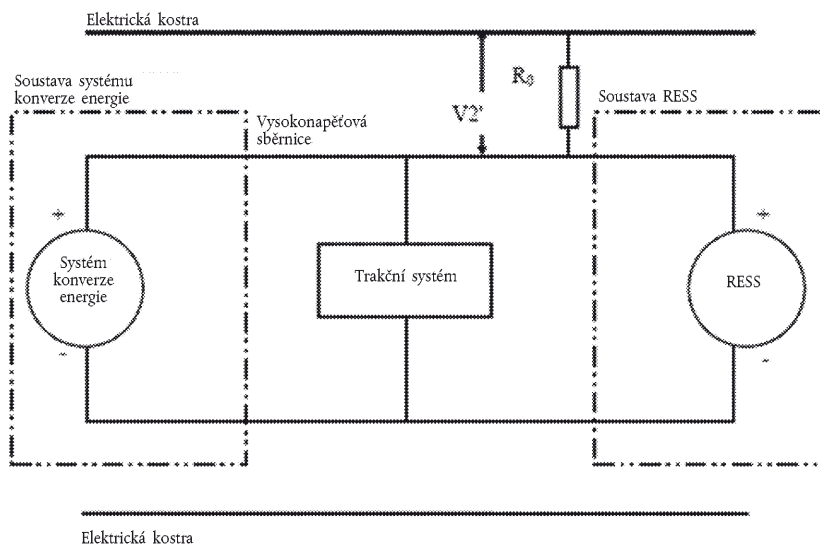 Elektrická kostra
Soustava systému
konverze energie
R0
Soustava RESS
V2'
Vysokonapěťová
sběrnice
+
+
Systém
konverze
energie
Trakční systém
RESS
-
-
Elektrická kostra